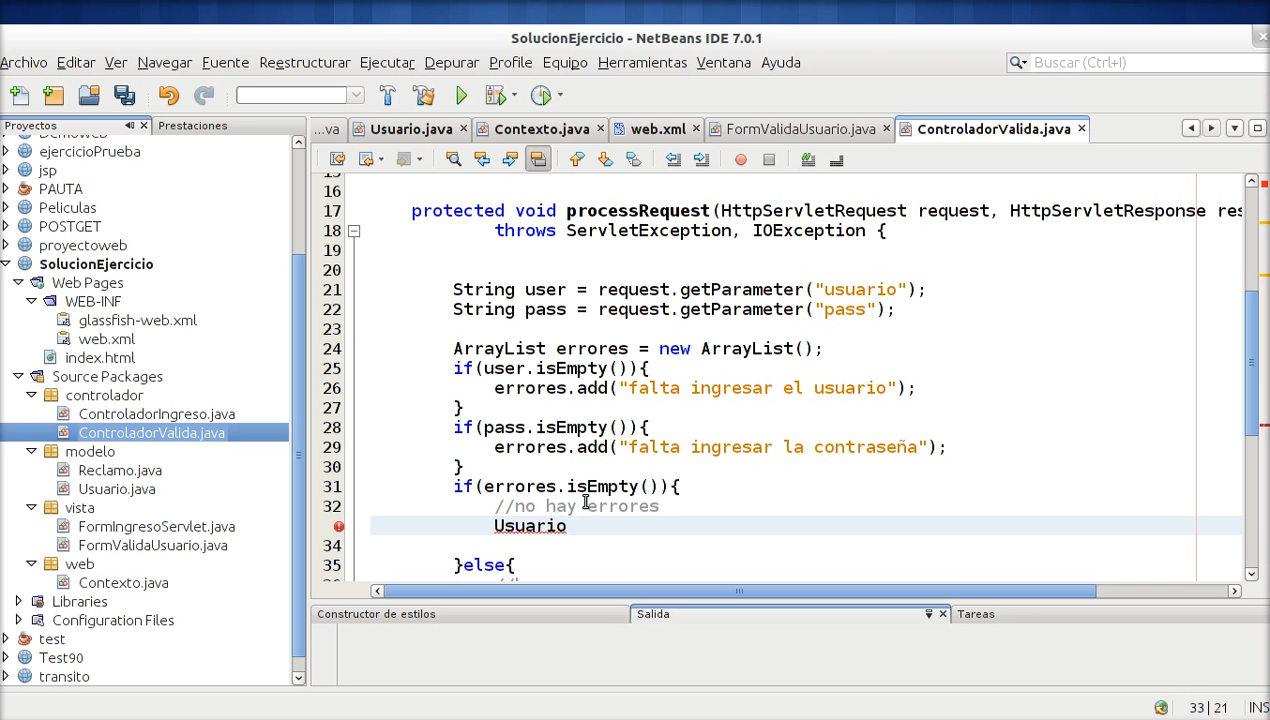 SolucionEjercicio - NetBeans IDE 7.0.1
Archivo Editar Ver Navegar Fuente Reestructurar Ejecutar Depurar Profile Equipo Herramientas Ventana Ayuda
Buscar (Ctrl+I)
Proyectos
Prestaciones
...va
Usuario.java
Contexto.java
web.xml
FormValidaUsuario.java
ControladorValida.java
DemoWeb
ejercicioPrueba
jsp
PAUTA
Peliculas
POSTGET
proyectoweb
SolucionEjercicio
Web Pages
WEB-INF
glassfish-web.xml
web.xml
index.html
Source Packages
controlador
ControladorIngreso.java
ControladorValida.java
modelo
Reclamo.java
Usuario.java
vista
FormIngresoServlet.java
FormValidaUsuario.java
web
Contexto.java
Libraries
Configuration Files
test
Test90
transito
15
16
17 protected void processRequest(HttpServletRequest request, HttpServletResponse res
18 throws ServletException, IOException {
19
20
21 String user = request.getParameter("usuario");
22 String pass = request.getParameter("pass");
23
24 ArrayList errores = new ArrayList();
25 if(user.isEmpty()){
26 errores.add("falta ingresar el usuario");
27 }
28 if(pass.isEmpty()){
29 errores.add("falta ingresar la contraseña");
30 }
31 if(errores.isEmpty()){
32 //no hay errores
Usuario
34
35 }else{
Constructor de estilos
Salida
Tareas
33|21 INS